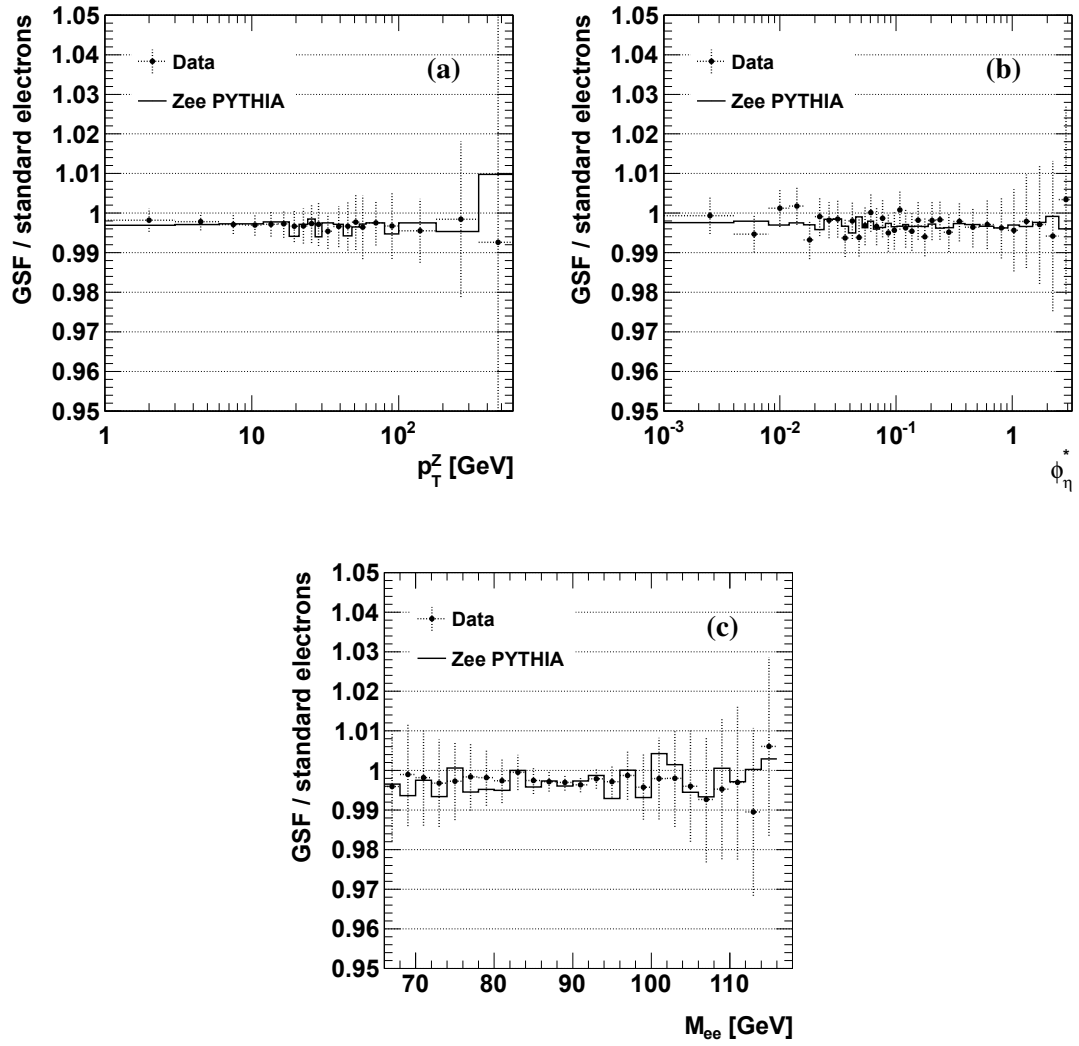 GSF / standard electrons
1.05
1.04
1.03
1.02
1.01
1
0.99
0.98
0.97
0.96
0.95
Data
Zee PYTHIA
(a)
1 10 10²
p_T^Z [GeV]
GSF / standard electrons
1.05
1.04
1.03
1.02
1.01
1
0.99
0.98
0.97
0.96
0.95
Data
Zee PYTHIA
(b)
10⁻³ 10⁻² 10⁻¹ 1
ϕ_η^*
GSF / standard electrons
1.05
1.04
1.03
1.02
1.01
1
0.99
0.98
0.97
0.96
0.95
Data
Zee PYTHIA
(c)
70 80 90 100 110
M_ee [GeV]